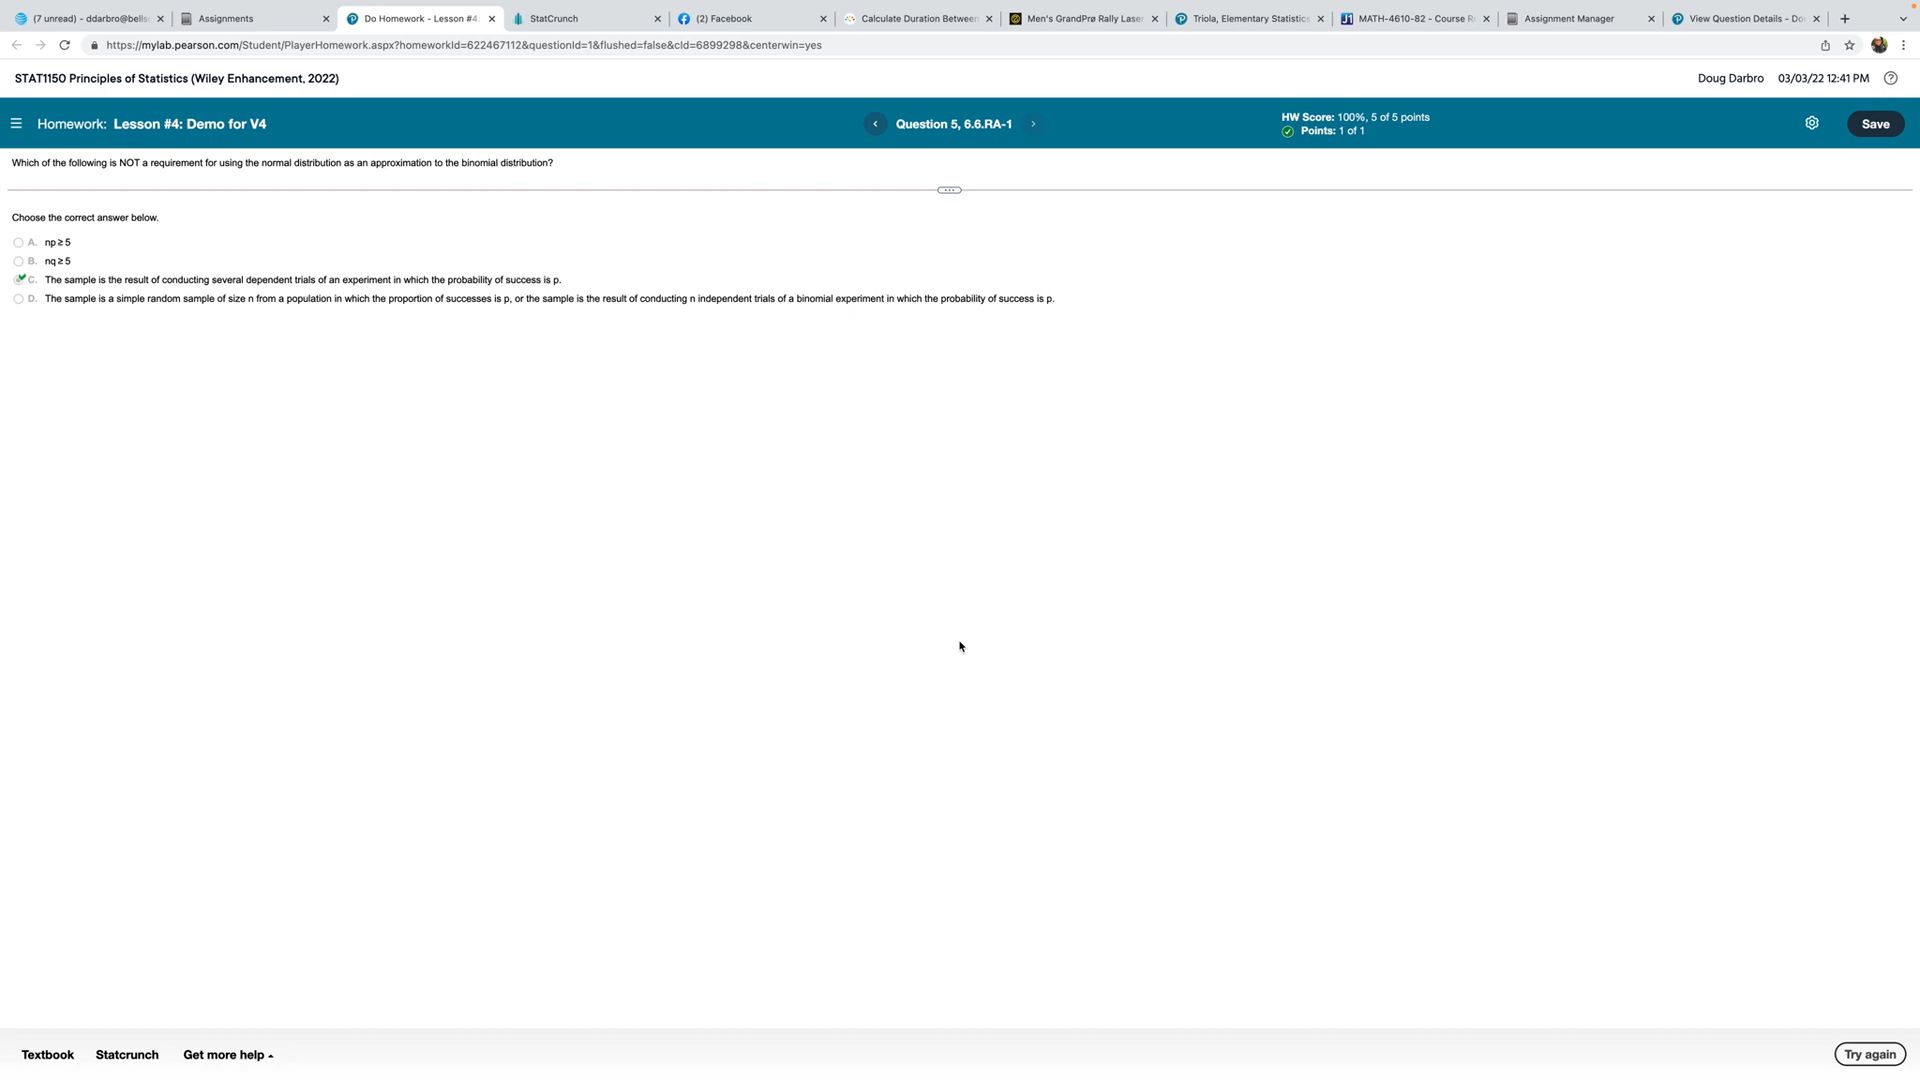 (7 unread) - ddarbro@bells
Assignments
Do Homework - Lesson #4:
StatCrunch
(2) Facebook
Calculate Duration Between
Men's GrandPrø Rally Laser
Triola, Elementary Statistics
MATH-4610-82 - Course R
Assignment Manager
View Question Details - Do
https://mylab.pearson.com/Student/PlayerHomework.aspx?homeworkId=622467112&questionId=1&flushed=false&cId=6899298&centerwin=yes
STAT1150 Principles of Statistics (Wiley Enhancement, 2022)
Doug Darbro 03/03/22 12:41 PM
Homework: Lesson #4: Demo for V4
Question 5, 6.6.RA-1
HW Score: 100%, 5 of 5 points
Points: 1 of 1
Save
Which of the following is NOT a requirement for using the normal distribution as an approximation to the binomial distribution?
Choose the correct answer below.
A. np ≥ 5
B. nq ≥ 5
C. The sample is the result of conducting several dependent trials of an experiment in which the probability of success is p.
D. The sample is a simple random sample of size n from a population in which the proportion of successes is p, or the sample is the result of conducting n independent trials of a binomial experiment in which the probability of success is p.
Textbook Statcrunch Get more help
Try again